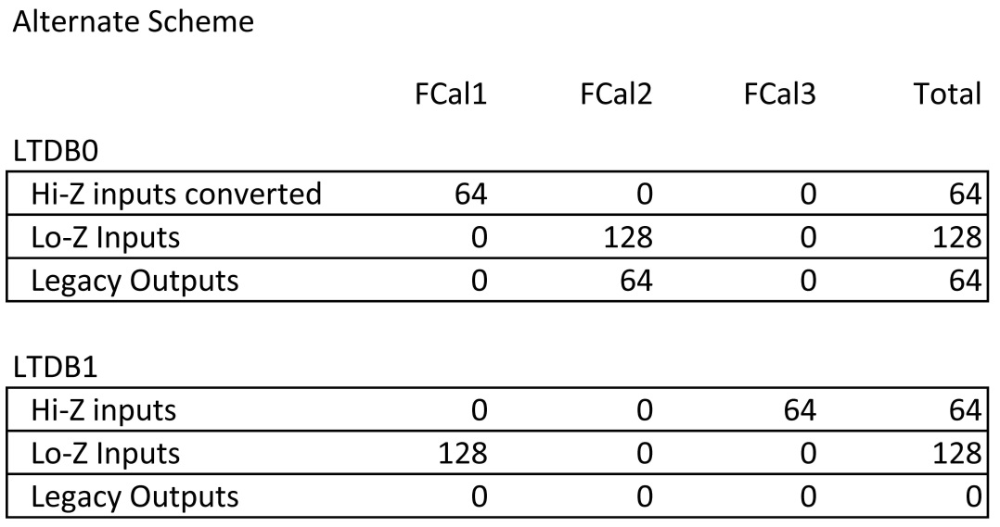 Alternate Scheme
FCal1 FCal2 FCal3 Total
LTDB0
Hi-Z inputs converted 64 0 0 64
Lo-Z Inputs 0 128 0 128
Legacy Outputs 0 64 0 64
LTDB1
Hi-Z inputs 0 0 64 64
Lo-Z Inputs 128 0 0 128
Legacy Outputs 0 0 0 0